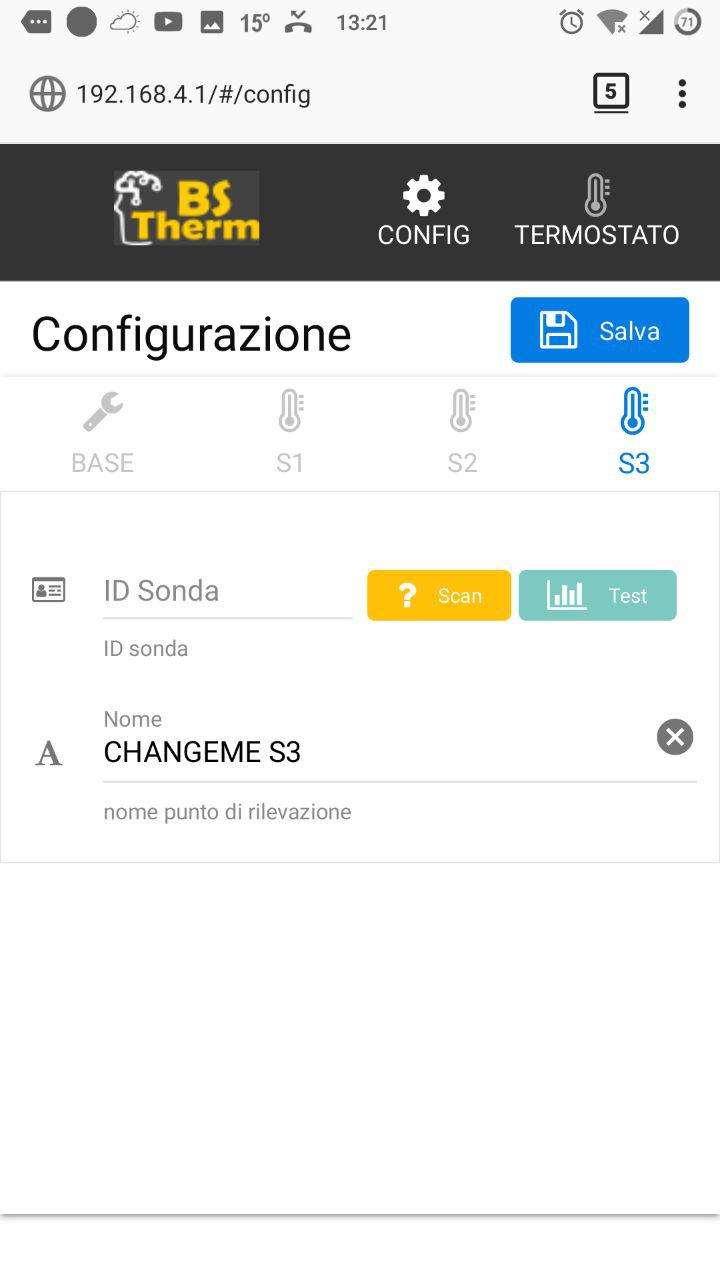 15º 13:21 71
192.168.4.1/#/config 5
BS
Therm
CONFIG TERMOSTATO
Configurazione Salva
BASE S1 S2 S3
ID Sonda ? Scan Test
ID sonda
Nome
A CHANGEME S3
nome punto di rilevazione